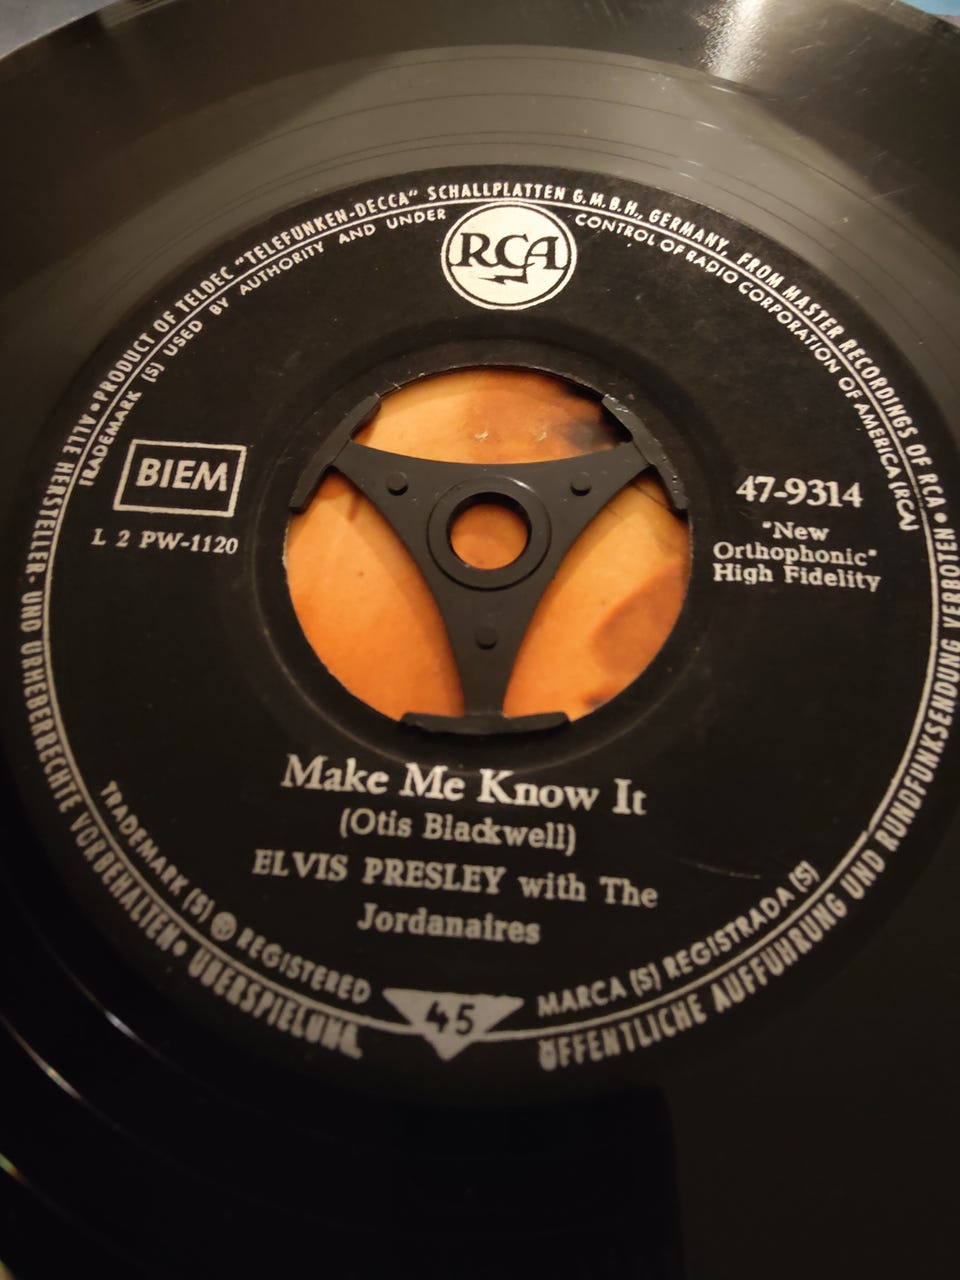 ALLE HERSTELLER- UND URHEBERRECHTE VORBEHALTEN • ÜBERSPIELUNG
• PRODUCT OF TELDEC "TELEFUNKEN-DECCA" SCHALLPLATTEN G.M.B.H., GERMANY, FROM MASTER RECORDINGS OF RCA •
ÖFFENTLICHE AUFFÜHRUNG UND RUNDFUNKSENDUNG VERBOTEN
TRADEMARK (S) USED BY AUTHORITY AND UNDER CONTROL OF RADIO CORPORATION OF AMERICA (RCA)
RCA
BIEM
L 2 PW-1120
47-9314
"New
Orthophonic"
High Fidelity
Make Me Know It
(Otis Blackwell)
ELVIS PRESLEY with The
Jordanaires
TRADEMARK (S) ® REGISTERED
45
MARCA (S) REGISTRADA (S)